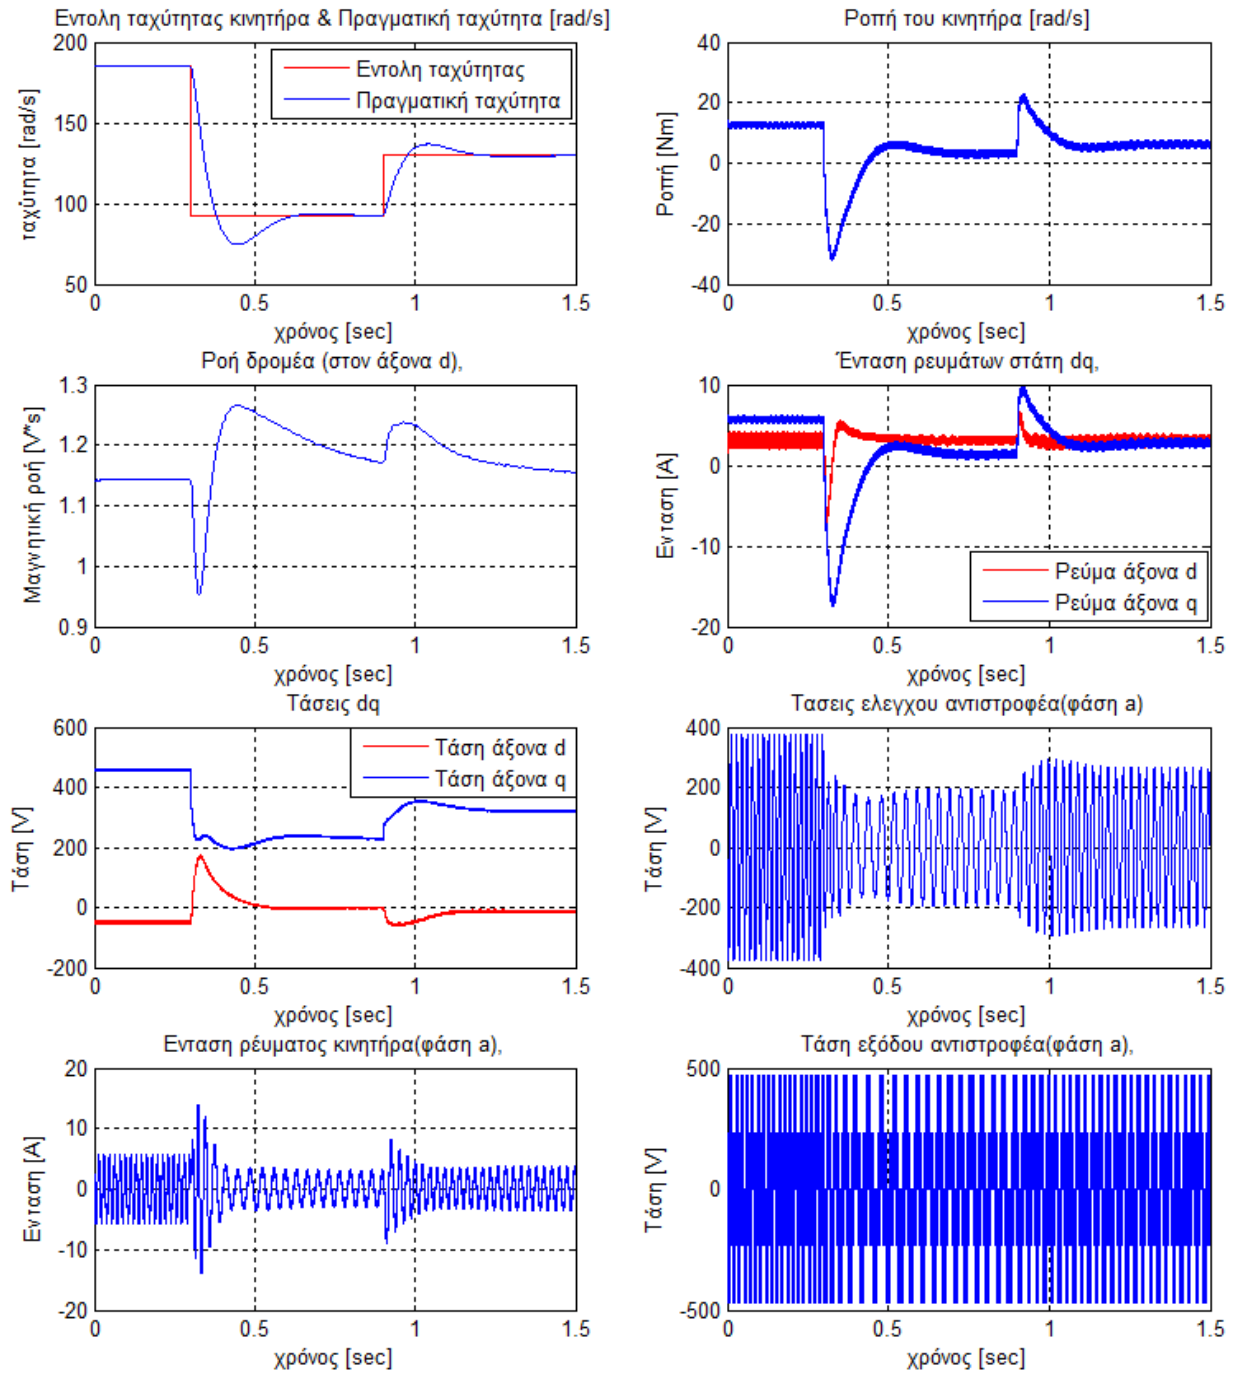 Εντολη ταχύτητας κινητήρα & Πραγματική ταχύτητα [rad/s]
200
150
100
50
ταχύτητα [rad/s]
Εντολη ταχύτητας
Πραγματική ταχύτητα
0 0.5 1 1.5
χρόνος [sec]
Ροπή του κινητήρα [rad/s]
40
20
0
-20
-40
Ροπή [Nm]
0 0.5 1 1.5
χρόνος [sec]
Ροή δρομέα (στον άξονα d),
1.3
1.2
1.1
1
0.9
Μαγνητική ροή [V*s]
0 0.5 1 1.5
χρόνος [sec]
Ένταση ρευμάτων στάτη dq,
10
0
-10
-20
Ενταση [A]
Ρεύμα άξονα d
Ρεύμα άξονα q
0 0.5 1 1.5
χρόνος [sec]
Τάσεις dq
600
400
200
0
-200
Τάση [V]
Τάση άξονα d
Τάση άξονα q
0 0.5 1 1.5
χρόνος [sec]
Τασεις ελεγχου αντιστροφέα(φάση a)
400
200
0
-200
-400
Τάση [V]
0 0.5 1 1.5
χρόνος [sec]
Ενταση ρέυματος κινητήρα(φάση a),
20
10
0
-10
-20
Ενταση [A]
0 0.5 1 1.5
χρόνος [sec]
Τάση εξόδου αντιστροφέα(φάση a),
500
0
-500
Τάση [V]
0 0.5 1 1.5
χρόνος [sec]